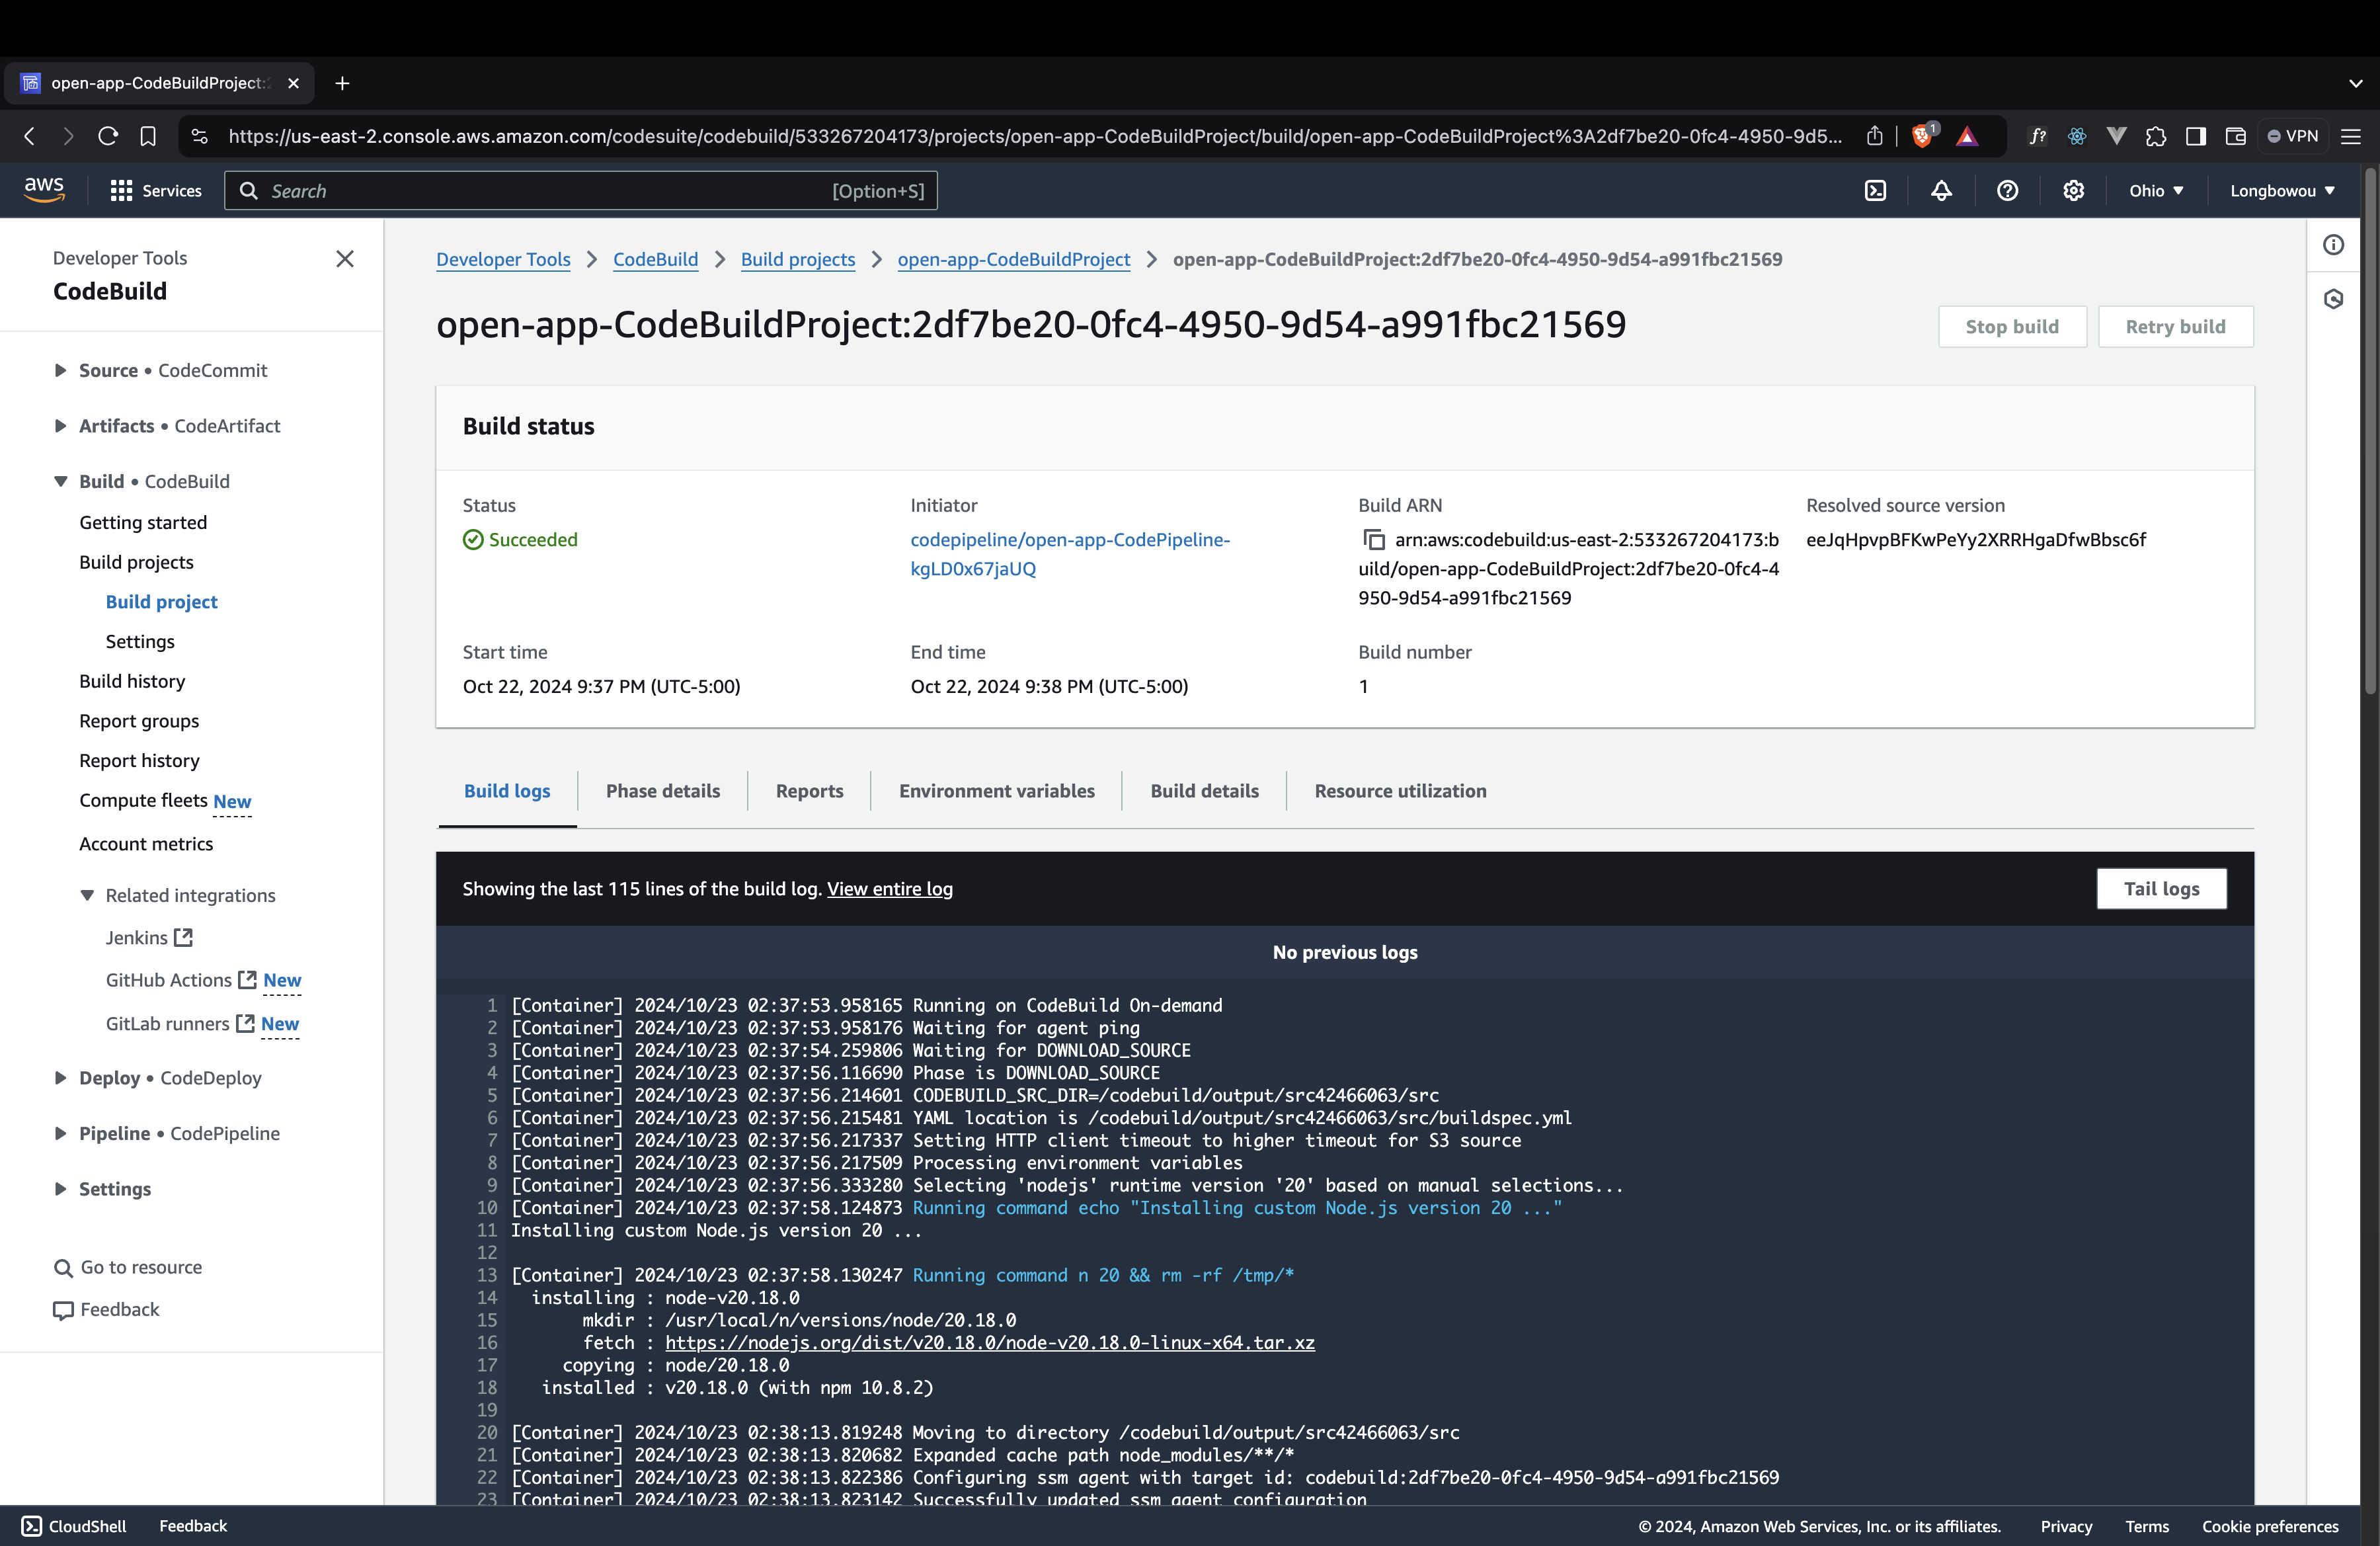 open-app-CodeBuildProject:2
https://us-east-2.console.aws.amazon.com/codesuite/codebuild/533267204173/projects/open-app-CodeBuildProject/build/open-app-CodeBuildProject%3A2df7be20-0fc4-4950-9d5...
1
f?
VPN
aws
Services
Search
[Option+S]
Ohio
Longbowou
Developer Tools
CodeBuild
Source • CodeCommit
Artifacts • CodeArtifact
Build • CodeBuild
Getting started
Build projects
Build project
Settings
Build history
Report groups
Report history
Compute fleets New
Account metrics
Related integrations
Jenkins
GitHub Actions New
GitLab runners New
Deploy • CodeDeploy
Pipeline • CodePipeline
Settings
Go to resource
Feedback
Developer Tools
CodeBuild
Build projects
open-app-CodeBuildProject
open-app-CodeBuildProject:2df7be20-0fc4-4950-9d54-a991fbc21569
open-app-CodeBuildProject:2df7be20-0fc4-4950-9d54-a991fbc21569
Stop build
Retry build
Build status
Status
Succeeded
Initiator
codepipeline/open-app-CodePipeline-
kgLD0x67jaUQ
Build ARN
arn:aws:codebuild:us-east-2:533267204173:b
uild/open-app-CodeBuildProject:2df7be20-0fc4-4
950-9d54-a991fbc21569
Resolved source version
eeJqHpvpBFKwPeYy2XRRHgaDfwBbsc6f
Start time
Oct 22, 2024 9:37 PM (UTC-5:00)
End time
Oct 22, 2024 9:38 PM (UTC-5:00)
Build number
1
Build logs
Phase details
Reports
Environment variables
Build details
Resource utilization
Showing the last 115 lines of the build log. View entire log
Tail logs
No previous logs
1 [Container] 2024/10/23 02:37:53.958165 Running on CodeBuild On-demand
2 [Container] 2024/10/23 02:37:53.958176 Waiting for agent ping
3 [Container] 2024/10/23 02:37:54.259806 Waiting for DOWNLOAD_SOURCE
4 [Container] 2024/10/23 02:37:56.116690 Phase is DOWNLOAD_SOURCE
5 [Container] 2024/10/23 02:37:56.214601 CODEBUILD_SRC_DIR=/codebuild/output/src42466063/src
6 [Container] 2024/10/23 02:37:56.215481 YAML location is /codebuild/output/src42466063/src/buildspec.yml
7 [Container] 2024/10/23 02:37:56.217337 Setting HTTP client timeout to higher timeout for S3 source
8 [Container] 2024/10/23 02:37:56.217509 Processing environment variables
9 [Container] 2024/10/23 02:37:56.333280 Selecting 'nodejs' runtime version '20' based on manual selections...
10 [Container] 2024/10/23 02:37:58.124873 Running command echo "Installing custom Node.js version 20 ..."
11 Installing custom Node.js version 20 ...
12
13 [Container] 2024/10/23 02:37:58.130247 Running command n 20 && rm -rf /tmp/*
14 installing : node-v20.18.0
15 mkdir : /usr/local/n/versions/node/20.18.0
16 fetch : https://nodejs.org/dist/v20.18.0/node-v20.18.0-linux-x64.tar.xz
17 copying : node/20.18.0
18 installed : v20.18.0 (with npm 10.8.2)
19
20 [Container] 2024/10/23 02:38:13.819248 Moving to directory /codebuild/output/src42466063/src
21 [Container] 2024/10/23 02:38:13.820682 Expanded cache path node_modules/**/*
22 [Container] 2024/10/23 02:38:13.822386 Configuring ssm agent with target id: codebuild:2df7be20-0fc4-4950-9d54-a991fbc21569
23 [Container] 2024/10/23 02:38:13.823142 Successfully updated ssm agent configuration
CloudShell
Feedback
© 2024, Amazon Web Services, Inc. or its affiliates.
Privacy
Terms
Cookie preferences